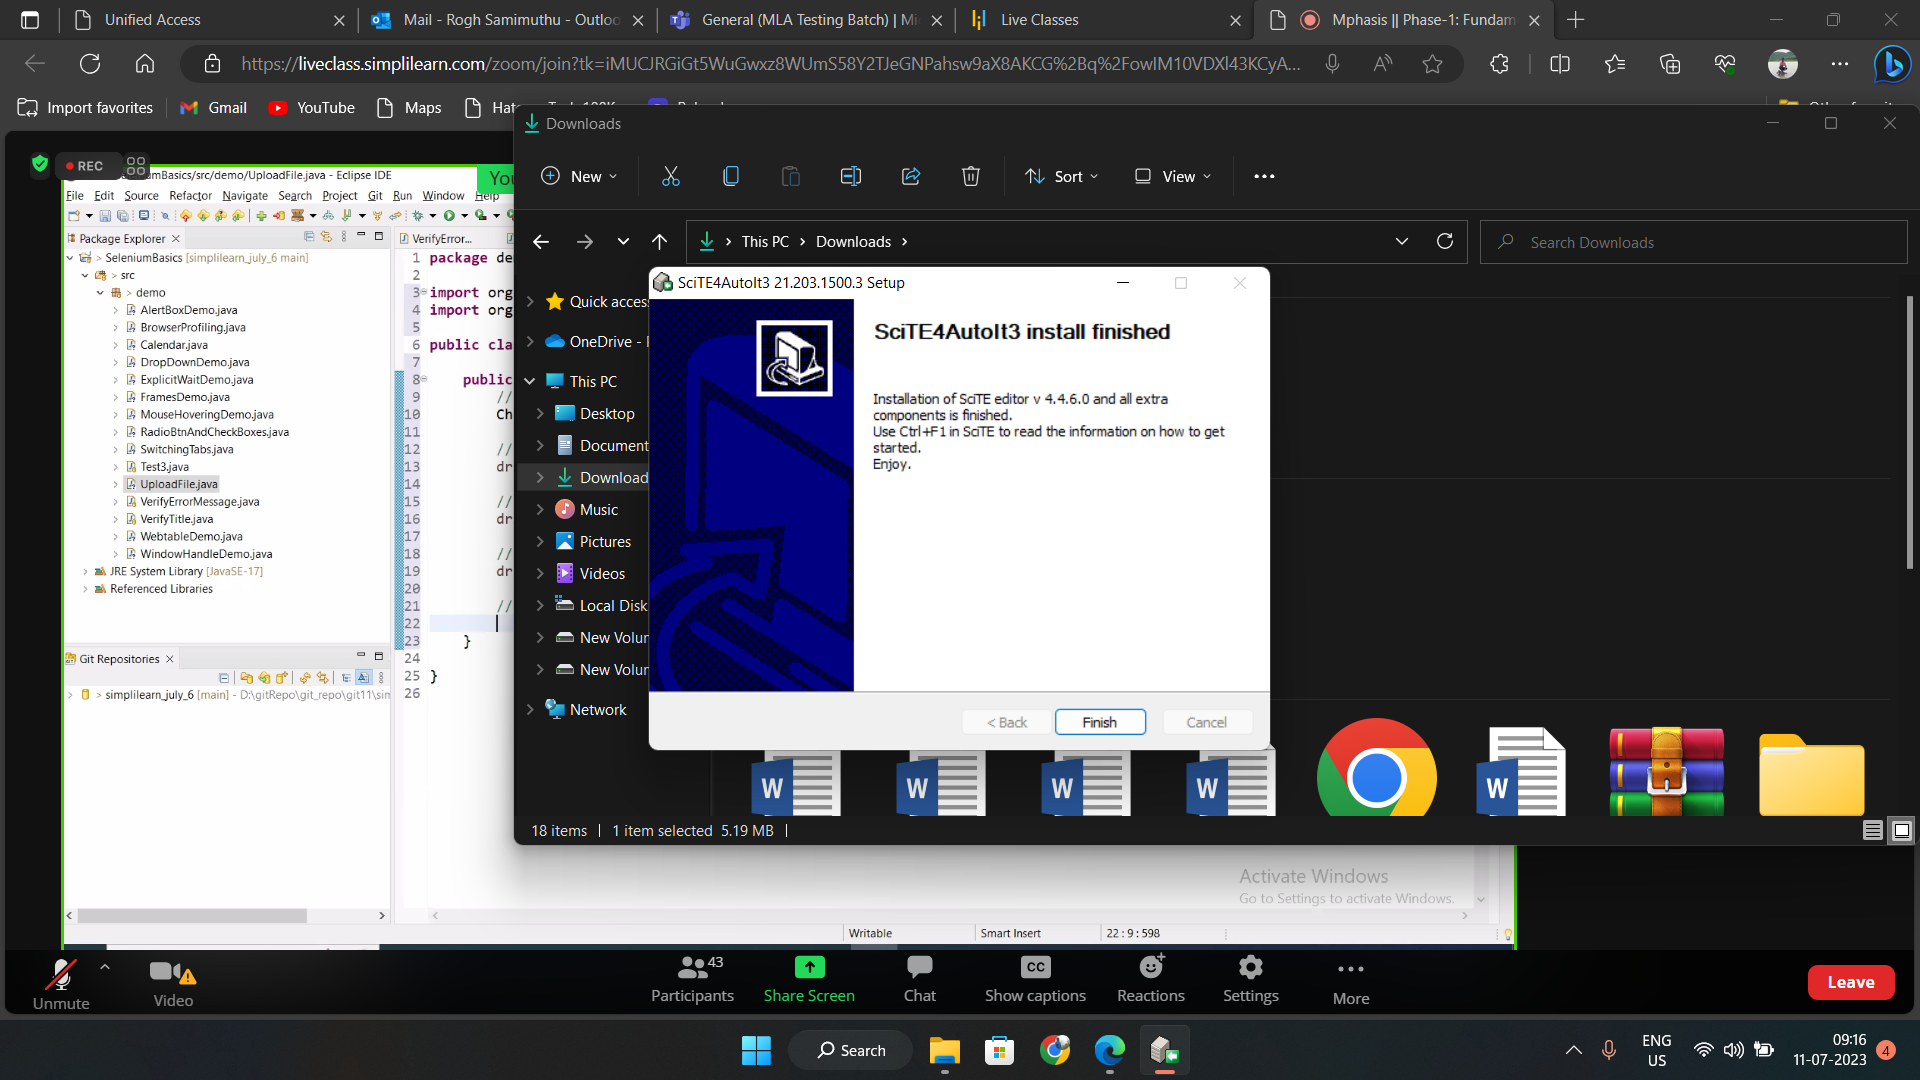 Unified Access
Mail - Rogh Samimuthu - Outloo
General (MLA Testing Batch) | Mi
Live Classes
Mphasis || Phase-1: Fundam
https://liveclass.simplilearn.com/zoom/join?tk=iMUCJRGiGt5WuGwxz8WUmS58Y2TJeGNPahsw9aX8AKCG%2Bq%2FowIM10VDXl43KCyA...
Import favorites
Gmail
YouTube
Maps
REC
mBasics/src/demo/UploadFile.java - Eclipse IDE
File Edit Source Refactor Navigate Search Project Git Run Window Help
Package Explorer
VerifyError...
SeleniumBasics [simplilearn_july_6 main]
src
demo
AlertBoxDemo.java
BrowserProfiling.java
Calendar.java
DropDownDemo.java
ExplicitWaitDemo.java
FramesDemo.java
MouseHoveringDemo.java
RadioBtnAndCheckBoxes.java
SwitchingTabs.java
Test3.java
UploadFile.java
VerifyErrorMessage.java
VerifyTitle.java
WebtableDemo.java
WindowHandleDemo.java
JRE System Library [JavaSE-17]
Referenced Libraries
Git Repositories
> simplilearn_july_6 [main] - D:\gitRepo\git_repo\git11\sim
1 package de
2
3 import org
4 import org
5
6 public cla
7
8 public
9 //
10 Ch
11
12 //
13 dr
14
15 //
16 dr
17
18 //
19 dr
20
21 //
22
23 }
24
25 }
26
Writable
Smart Insert
22 : 9 : 598
Activate Windows
Go to Settings to activate Windows.
Downloads
New
Sort
View
This PC
Downloads
Search Downloads
Quick acces
OneDrive -
This PC
Desktop
Document
Download
Music
Pictures
Videos
Local Disk
New Volur
New Volur
Network
18 items
1 item selected 5.19 MB
SciTE4AutoIt3 21.203.1500.3 Setup
SciTE4AutoIt3 install finished
Installation of SciTE editor v 4.4.6.0 and all extra
components is finished.
Use Ctrl+F1 in SciTE to read the information on how to get
started.
Enjoy.
< Back
Finish
Cancel
Unmute
Video
43
Participants
Share Screen
Chat
CC
Show captions
Reactions
Settings
More
Leave
Search
ENG
US
09:16
11-07-2023
4